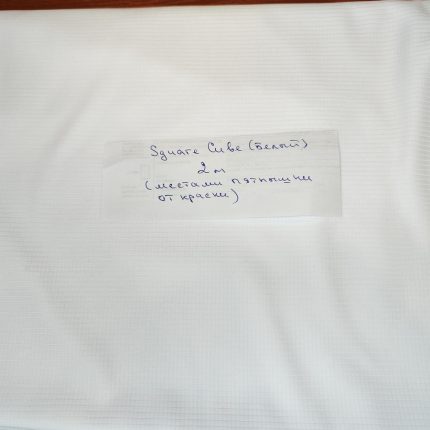 Square Cube (Белый)
2 м
(местами пятнышки
от краски)